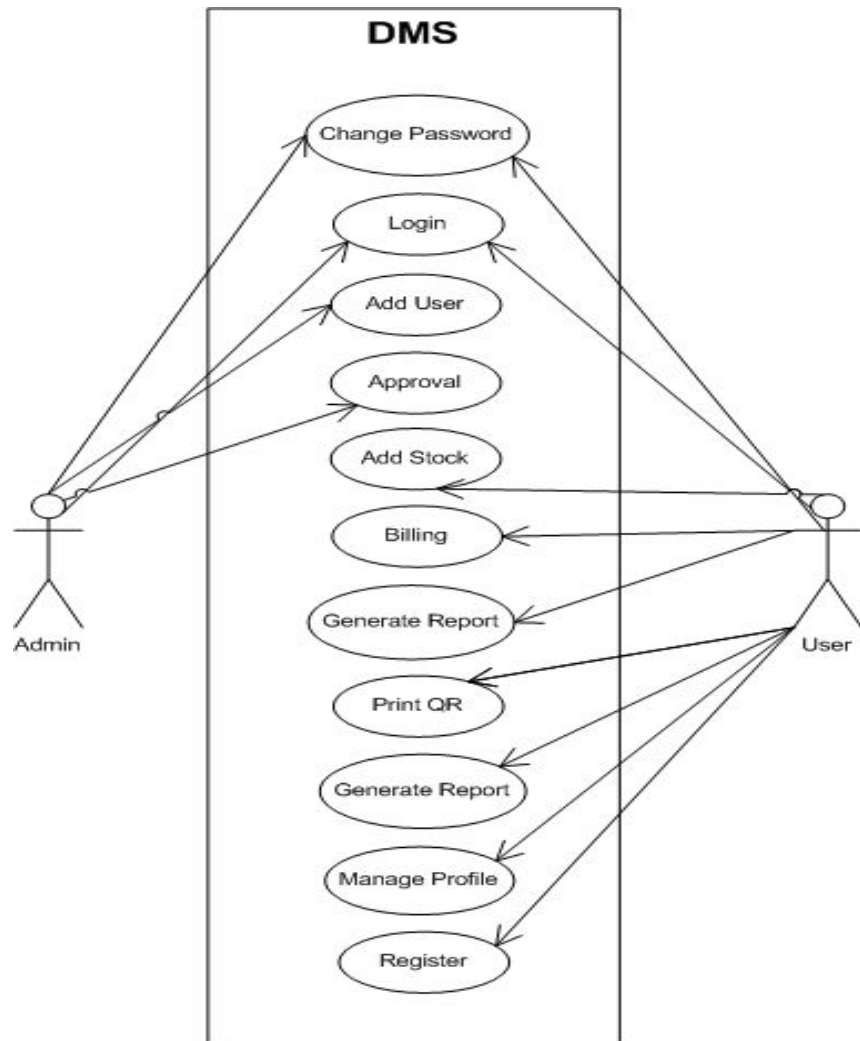 DMS
Change Password
Login
Add User
Approval
Add Stock
Billing
Generate Report
Admin
User
Print QR
Generate Report
Manage Profile
Register